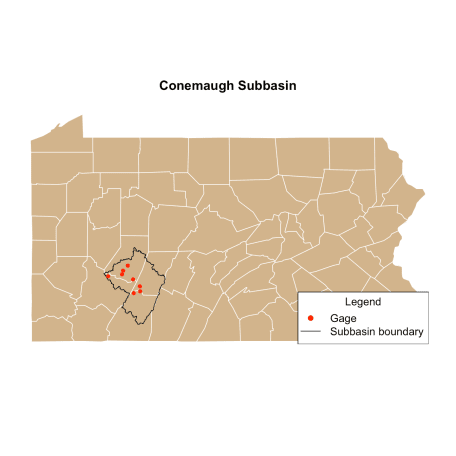 Conemaugh Subbasin
Legend
Gage
Subbasin boundary